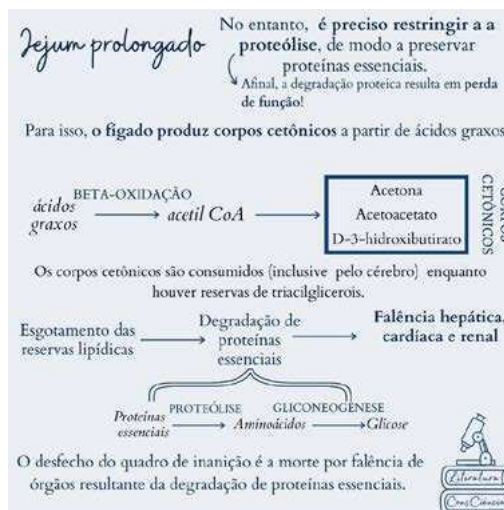 Jejum prolongado
No entanto, é preciso restringir a a
proteólise, de modo a preservar
proteínas essenciais.
Afinal, a degradação proteica resulta em perda
de função!
Para isso, o fígado produz corpos cetônicos a partir de ácidos graxos
ácidos
graxos
BETA-OXIDAÇÃO
acetil CoA
Acetona
Acetoacetato
D-3-hidroxibutirato
CETÔNICOS
Os corpos cetônicos são consumidos (inclusive pelo cérebro) enquanto
houver reservas de triacilglicerois.
Esgotamento das
reservas lipídicas
Degradação de
proteínas
essenciais
Falência hepática,
cardíaca e renal
Proteínas
essenciais
PROTEÓLISE
Aminoácidos
GLICONEOGÊNESE
Glicose
O desfecho do quadro de inanição é a morte por falência de
órgãos resultante da degradação de proteínas essenciais.
Literatura
ConsCiência